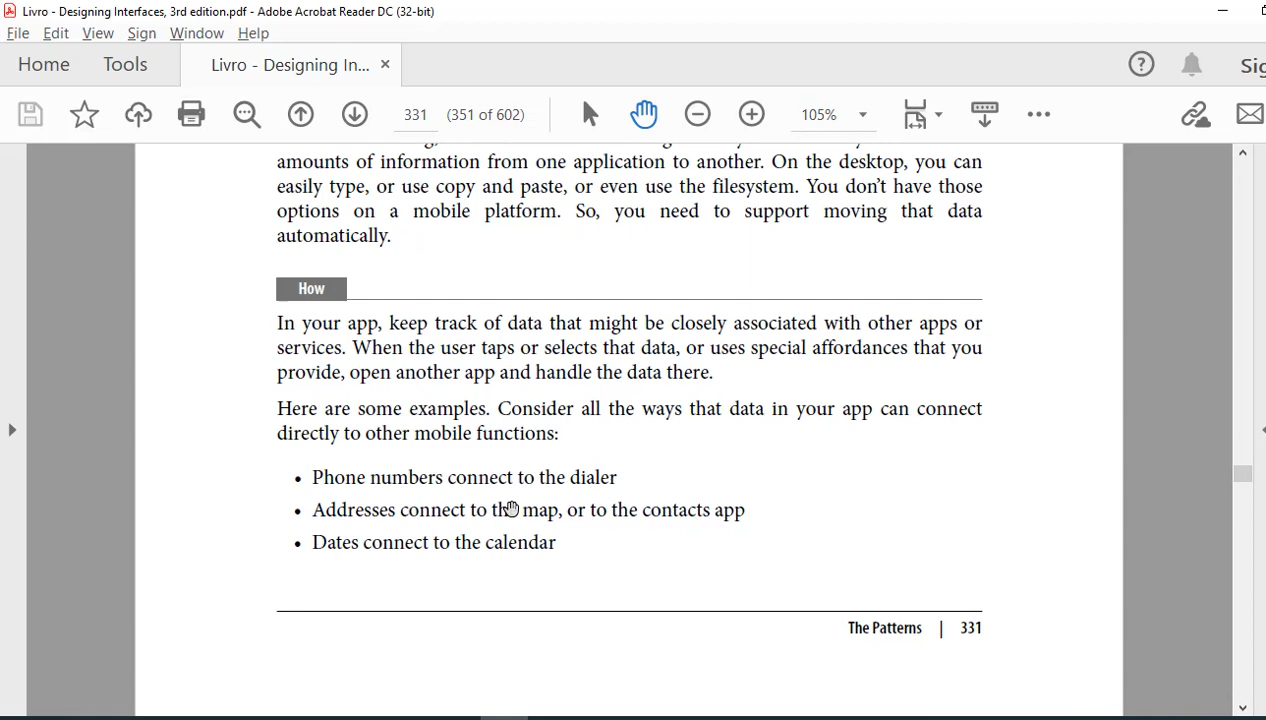 Livro - Designing Interfaces, 3rd edition.pdf - Adobe Acrobat Reader DC (32-bit)
File Edit View Sign Window Help
Home Tools Livro - Designing In... ×
331 (351 of 602) 105%
amounts of information from one application to another. On the desktop, you can
easily type, or use copy and paste, or even use the filesystem. You don't have those
options on a mobile platform. So, you need to support moving that data
automatically.
How
In your app, keep track of data that might be closely associated with other apps or
services. When the user taps or selects that data, or uses special affordances that you
provide, open another app and handle the data there.
Here are some examples. Consider all the ways that data in your app can connect
directly to other mobile functions:
• Phone numbers connect to the dialer
• Addresses connect to the map, or to the contacts app
• Dates connect to the calendar
The Patterns | 331